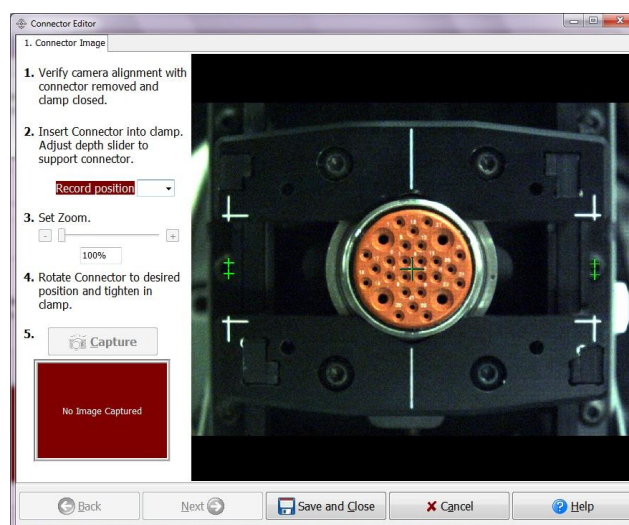 Connector Editor
1. Connector Image
1. Verify camera alignment with
connector removed and
clamp closed.
2. Insert Connector into clamp.
Adjust depth slider to
support connector.
Record position
3. Set Zoom.
- +
100%
4. Rotate Connector to desired
position and tighten in
clamp.
5. Capture
No Image Captured
Back Next Save and Close Cancel Help